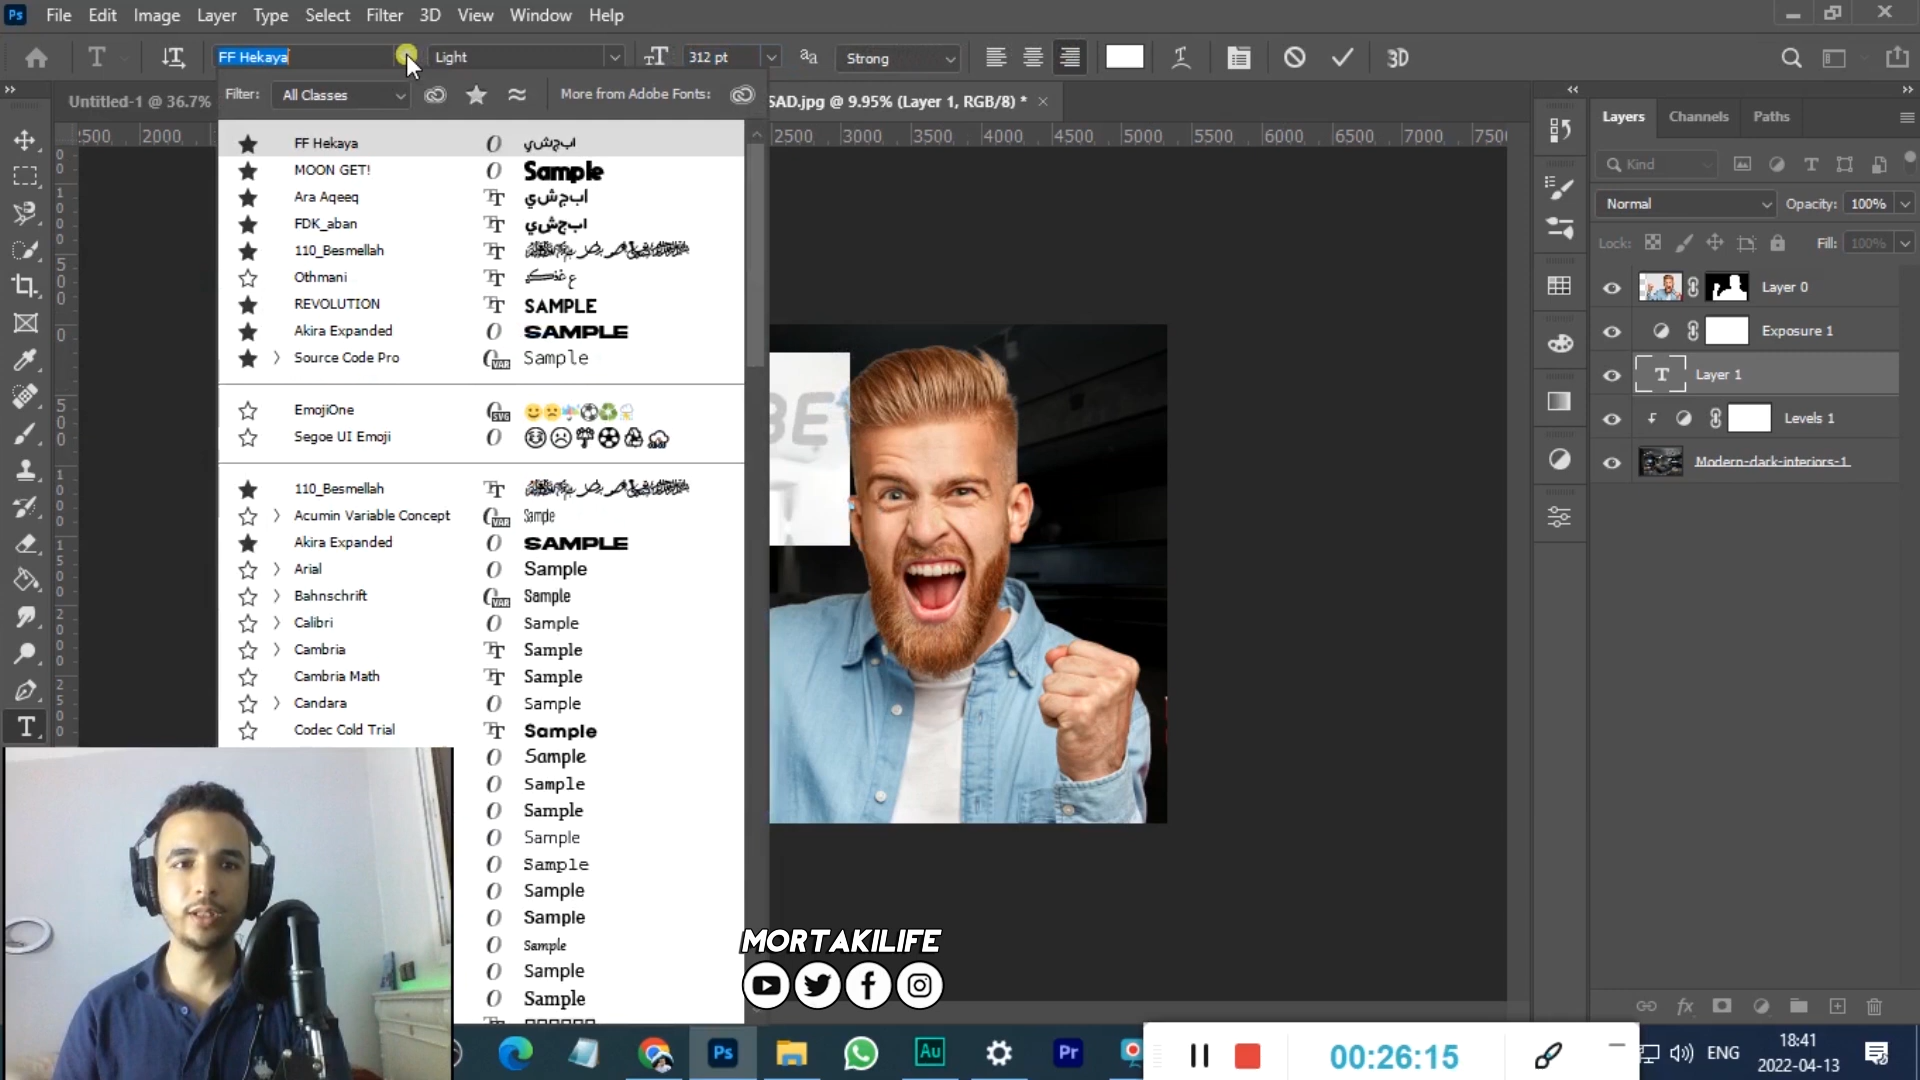 Ps File Edit Image Layer Type Select Filter 3D View Window Help
FF Hekaya Light 312 pt aa Strong 3D
Filter: All Classes More from Adobe Fonts:
Untitled-1 @ 36.7% SAD.jpg @ 9.95% (Layer 1, RGB/8) *
2500 2000 2500 3000 3500 4000 4500 5000 5500 6000 6500 7000 7500
FF Hekaya ابجشي
MOON GET! Sample
Ara Aqeeq ابجشي
FDK_aban ابجشي
110_Besmellah
Othmani
REVOLUTION SAMPLE
Akira Expanded SAMPLE
Source Code Pro Sample
EmojiOne
Segoe UI Emoji
110_Besmellah
Acumin Variable Concept Sample
Akira Expanded SAMPLE
Arial Sample
Bahnschrift Sample
Calibri Sample
Cambria Sample
Cambria Math Sample
Candara Sample
Codec Cold Trial Sample
Sample
Sample
Sample
Sample
Sample
Sample
Sample
Sample
Sample
Sample
BE
Layers Channels Paths
Kind
Normal Opacity: 100%
Lock: Fill: 100%
Layer 0
Exposure 1
T Layer 1
Levels 1
Modern-dark-interiors-1
MORTAKILIFE
Ps Au Pr
00:26:15
ENG
18:41
2022-04-13